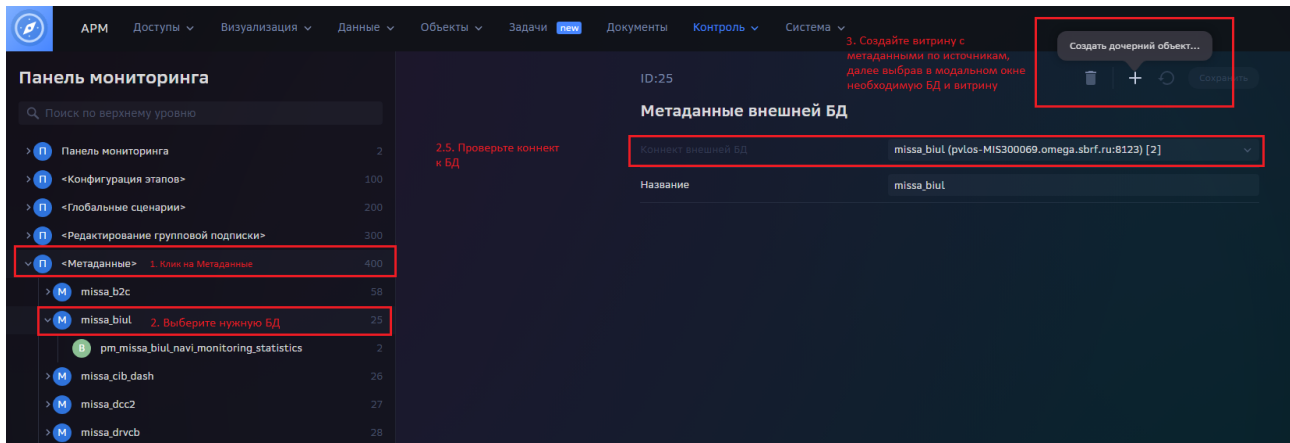 АРМ Доступы Визуализация Данные Объекты Задачи new Документы Контроль Система
Создать дочерний объект...
3. Создайте витрину с
метаданными по источникам,
далее выбрав в модальном окне
необходимую БД и витрину
Панель мониторинга
ID:25
Сохранить
Поиск по верхнему уровню
Метаданные внешней БД
П Панель мониторинга 2
2.5. Проверьте коннект
к БД
Коннект внешней БД missa_biul (pvlos-MIS300069.omega.sbrf.ru:8123) [2]
П <Конфигурация этапов> 100
Название missa_biul
П <Глобальные сценарии> 200
П <Редактирование групповой подписки> 300
П <Метаданные> 1. Клик на Метаданные 400
М missa_b2c 58
М missa_biul 2. Выберите нужную БД 25
В pm_missa_biul_navi_monitoring_statistics 2
М missa_cib_dash 26
М missa_dcc2 27
М missa_drvcb 28